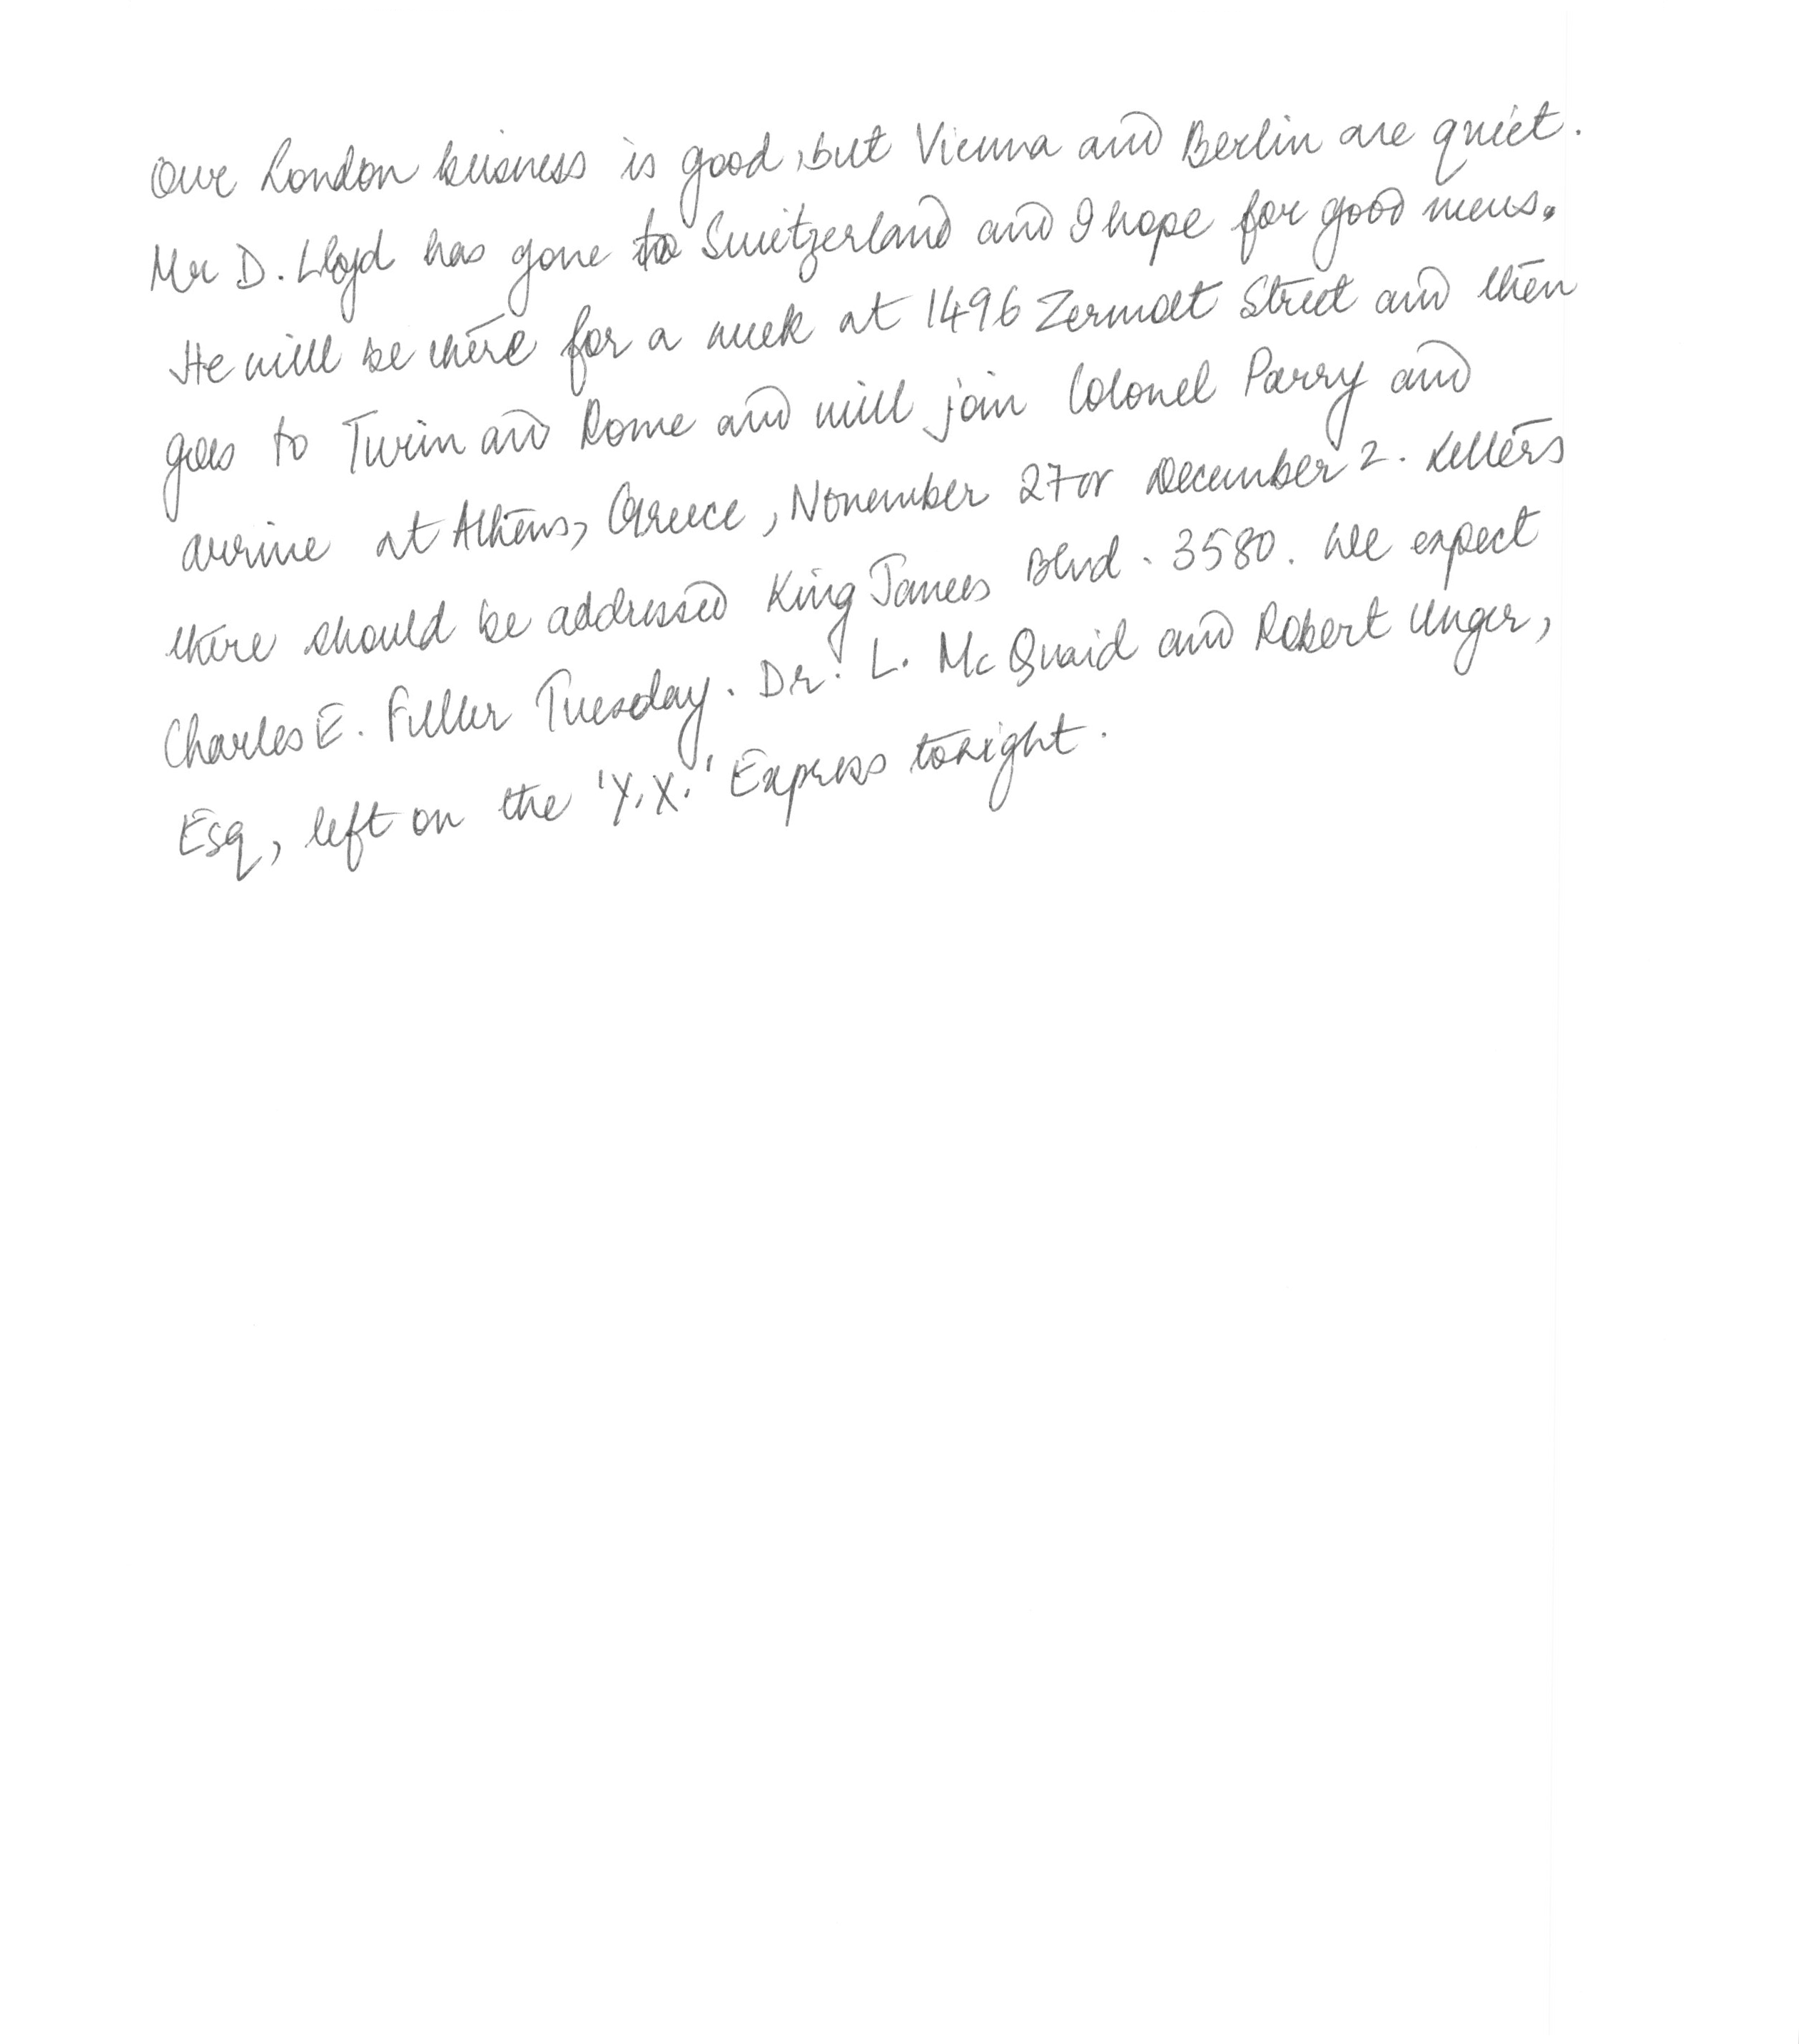 Our London buisness is good, but Vienna and Berlin are quiet.
Mr D. Lloyd has gone to Switzerland and I hope for good news.
He will be there for a week at 1496 Zermott Street and then
goes to Turin and Rome and will join Colonel Parry and
arrive at Athens, Greece, November 27 or December 2. Letters
there should be addressed King James Blvd. 3580. We expect
Charles E. Fuller Tuesday. Dr. L. Mc Quaid and Robert Unger,
Esq, left on the 'Y.X.' Express tonight.